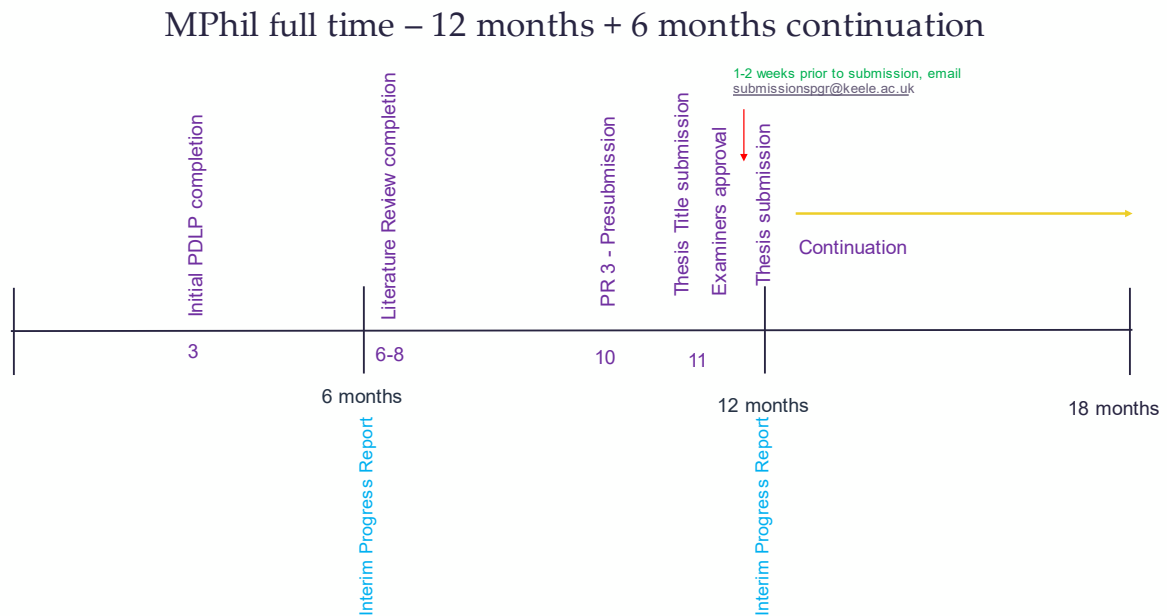 MPhil full time – 12 months + 6 months continuation
1-2 weeks prior to submission, email
submissionspgr@keele.ac.uk
Initial PDLP completion
Literature Review completion
PR 3 - Presubmission
Thesis Title submission
Examiners approval
Thesis submission
Continuation
3
6-8
10
11
6 months
12 months
18 months
Interim Progress Report
Interim Progress Report